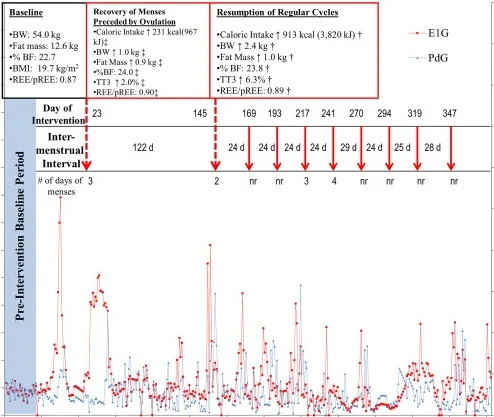 Baseline
•BW: 54.0 kg
•Fat mass: 12.6 kg
•% BF: 22.7
•BMI: 19.7 kg/m2
•REE/pREE: 0.87
Recovery of Menses
Preceded by Ovulation
•Caloric Intake ↑ 231 kcal(967
kJ)‡
•BW ↑ 1.0 kg ‡
•Fat Mass ↑ 0.9 kg ‡
•%BF: 24.0 ‡
•TT3 ↑ 2.0% ‡
•REE/pREE: 0.90‡
Resumption of Regular Cycles
•Caloric Intake ↑ 913 kcal (3,820 kJ) †
•BW ↑ 2.4 kg †
•Fat Mass ↑ 1.0 kg †
•% BF: 23.8 †
•TT3 ↑ 6.3% †
•REE/pREE: 0.89 †
E1G
PdG
Day of
Intervention
23 145 169 193 217 241 270 294 319 347
Inter-
menstrual
Interval
122 d 24 d 24 d 24 d 24 d 29 d 24 d 25 d 28 d
# of days of
menses
3 2 nr nr 3 4 nr nr nr nr
Pre-Intervention Baseline Period